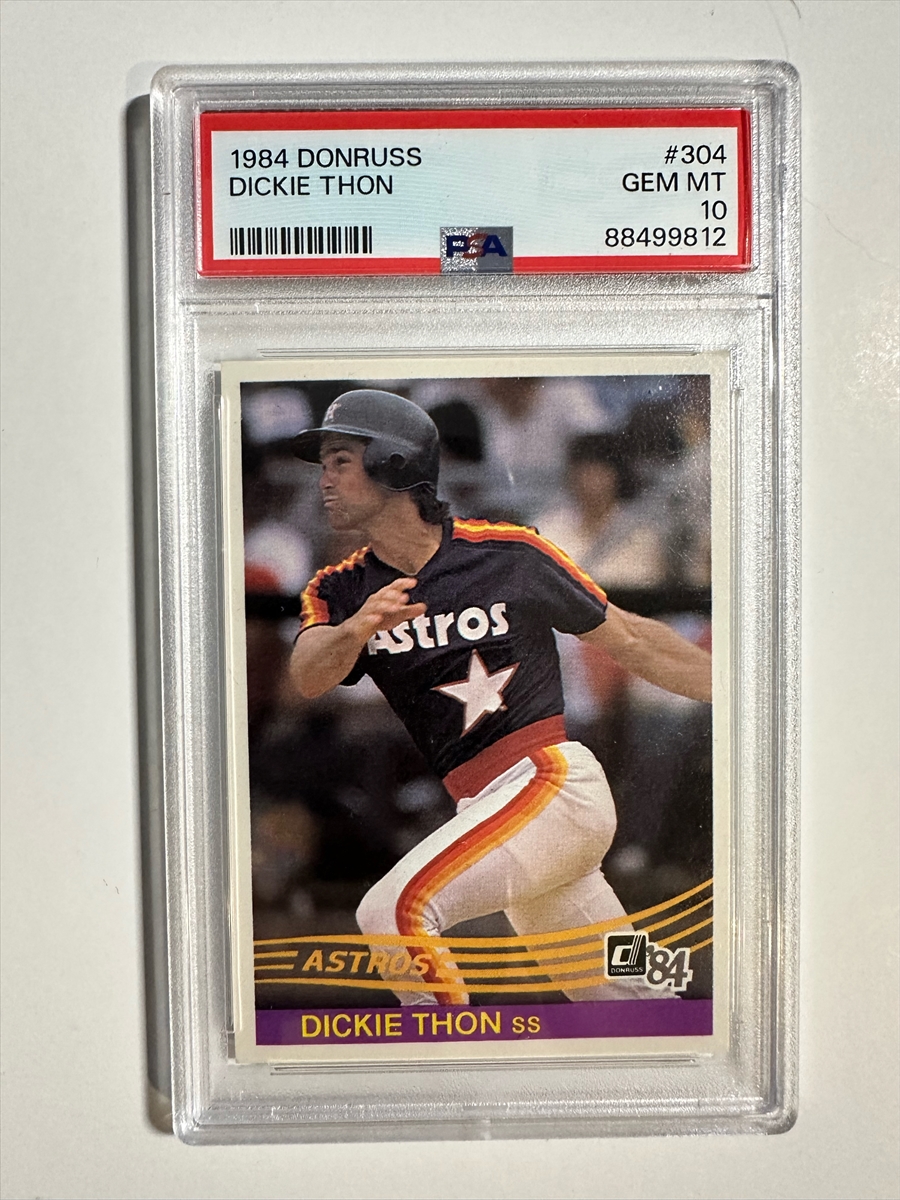 1984 DONRUSS #304
DICKIE THON GEM MT
10
88499812
PSA
Astros
ASTROS
d
DONRUSS
'84
DICKIE THON SS